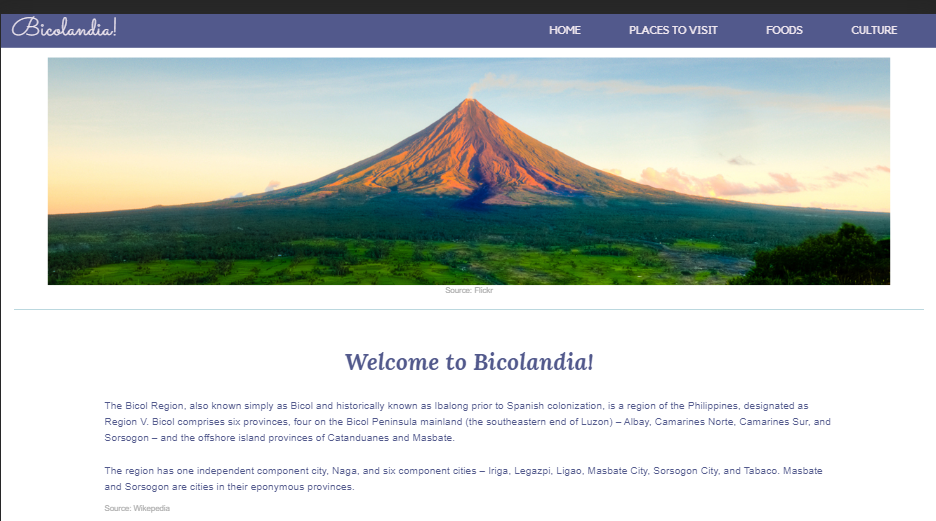 Bicolandia!
HOME PLACES TO VISIT FOODS CULTURE
Source: Flickr
Welcome to Bicolandia!
The Bicol Region, also known simply as Bicol and historically known as Ibalong prior to Spanish colonization, is a region of the Philippines, designated as
Region V. Bicol comprises six provinces, four on the Bicol Peninsula mainland (the southeastern end of Luzon) – Albay, Camarines Norte, Camarines Sur, and
Sorsogon – and the offshore island provinces of Catanduanes and Masbate.
The region has one independent component city, Naga, and six component cities – Iriga, Legazpi, Ligao, Masbate City, Sorsogon City, and Tabaco. Masbate
and Sorsogon are cities in their eponymous provinces.
Source: Wikepedia